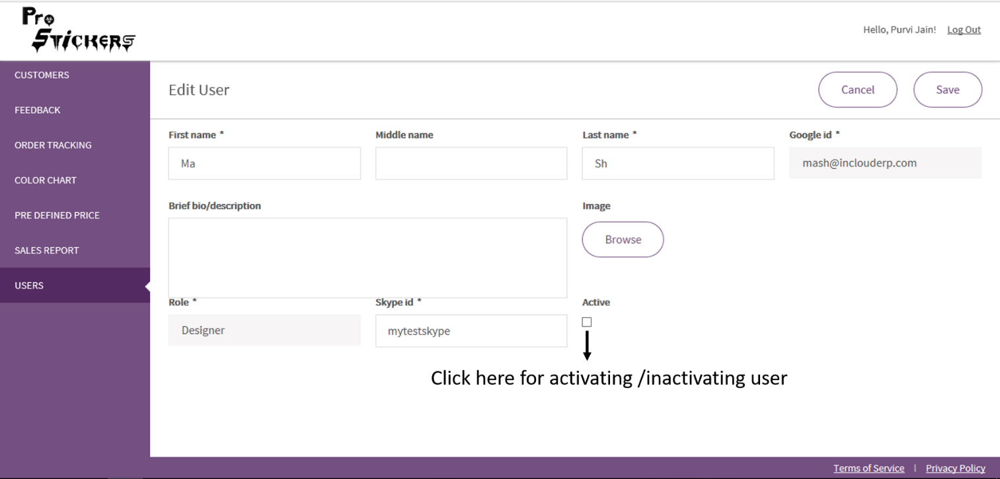 Pro
Stickers
Hello, Purvi Jain! Log Out
CUSTOMERS
FEEDBACK
ORDER TRACKING
COLOR CHART
PRE DEFINED PRICE
SALES REPORT
USERS
Edit User
Cancel Save
First name * Middle name Last name * Google id *
Ma Sh mash@inclouderp.com
Brief bio/description Image
Browse
Role * Skype id * Active
Designer mytestskype
Click here for activating /inactivating user
Terms of Service | Privacy Policy